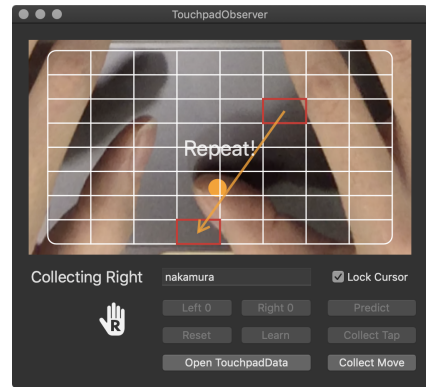 TouchpadObserver
Repeat!
Collecting Right
nakamura
Lock Cursor
R
Left 0
Right 0
Predict
Reset
Learn
Collect Tap
Open TouchpadData
Collect Move